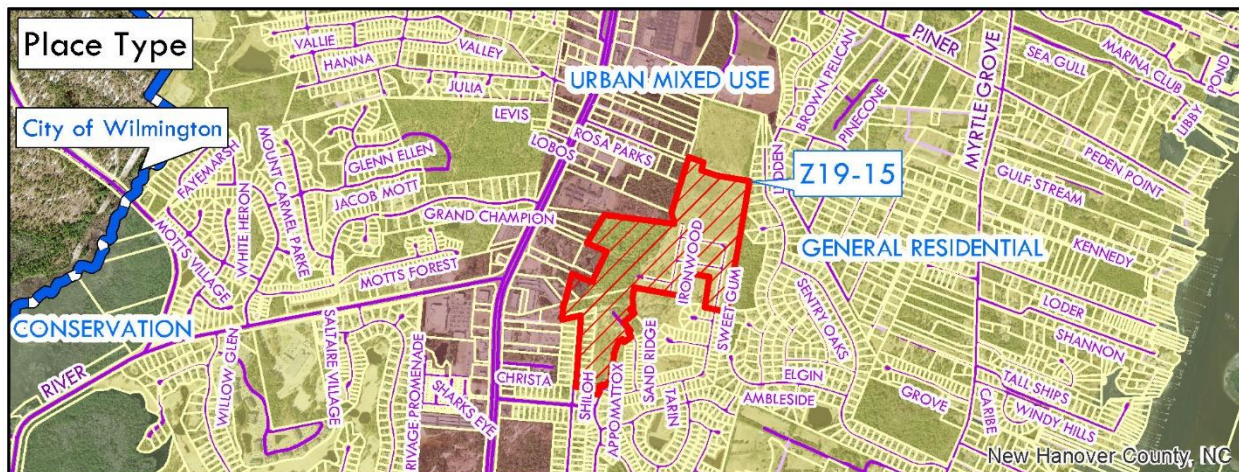 Place Type
City of Wilmington
VALLIE
HANNA
VALLEY
JULIA
URBAN MIXED USE
LEVIS
LOBOS
ROSA PARKS
BROWN PELICAN
PINECONE
PINER
MYRTLE GROVE
SEA GULL
MARINA CLUB
LIBBY
POND
PEDEN POINT
GULF STREAM
FAYEMARSH
MOUNT CARMEL PARKE
GLENN ELLEN
JACOB MOTT
GRAND CHAMPION
WHITE HERON
MOTTS VILLAGE
MOTTS FOREST
Z19-15
IRONWOOD
GENERAL RESIDENTIAL
KENNEDY
LODER
SHANNON
CONSERVATION
RIVER
WILLOW GLEN
SALTAIRE VILLAGE
RIVAGE PROMENADE
SHARKS EYE
CHRISTA
SHILOH
APPOMATTOX
SAND RIDGE
TARIN
SWEET GUM
SENTRY OAKS
ELGIN
AMBLESIDE
GROVE
CARIBE
TALL SHIPS
WINDY HILLS
New Hanover County, NC